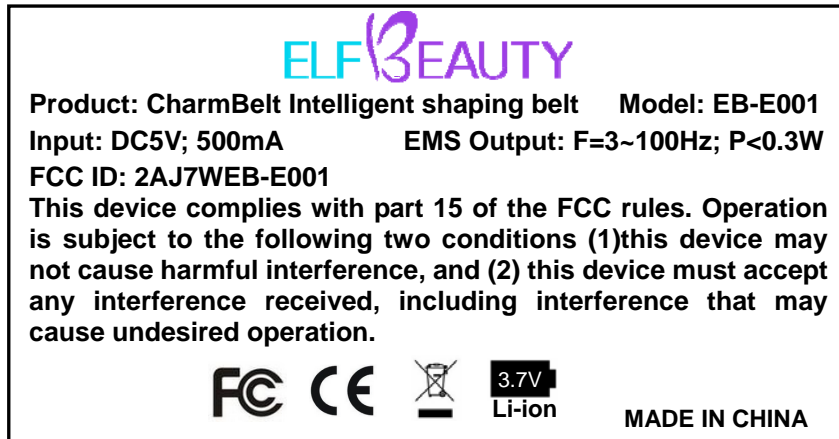 ELFBEAUTY
Product: CharmBelt Intelligent shaping belt Model: EB-E001
Input: DC5V; 500mA EMS Output: F=3~100Hz; P<0.3W
FCC ID: 2AJ7WEB-E001
This device complies with part 15 of the FCC rules. Operation
is subject to the following two conditions (1)this device may
not cause harmful interference, and (2) this device must accept
any interference received, including interference that may
cause undesired operation.
FC CE 3.7V
Li-ion
MADE IN CHINA